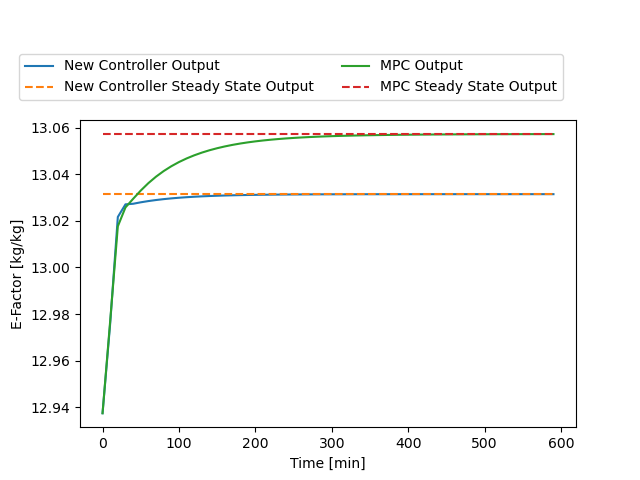 New Controller Output
New Controller Steady State Output
MPC Output
MPC Steady State Output
13.06
13.04
13.02
13.00
12.98
12.96
12.94
E-Factor [kg/kg]
0 100 200 300 400 500 600
Time [min]